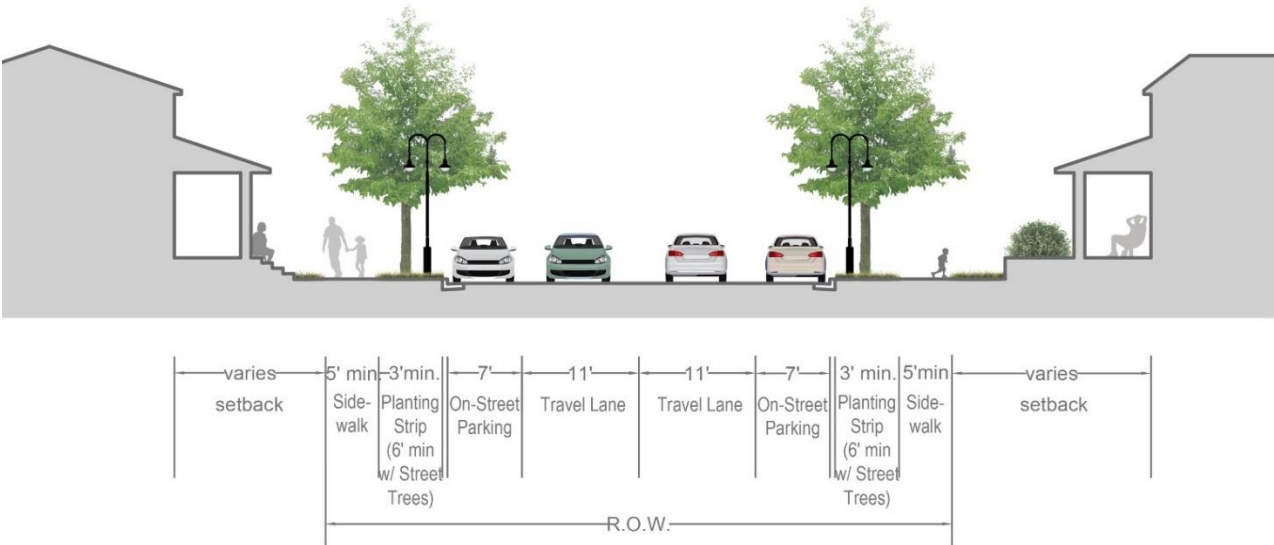 varies
setback
5' min.
Side-
walk
3'min.
Planting
Strip
(6' min
w/ Street
Trees)
7'
On-Street
Parking
11'
Travel Lane
11'
Travel Lane
7'
On-Street
Parking
3' min.
Planting
Strip
(6' min
w/ Street
Trees)
5'min
Side-
walk
varies
setback
R.O.W.